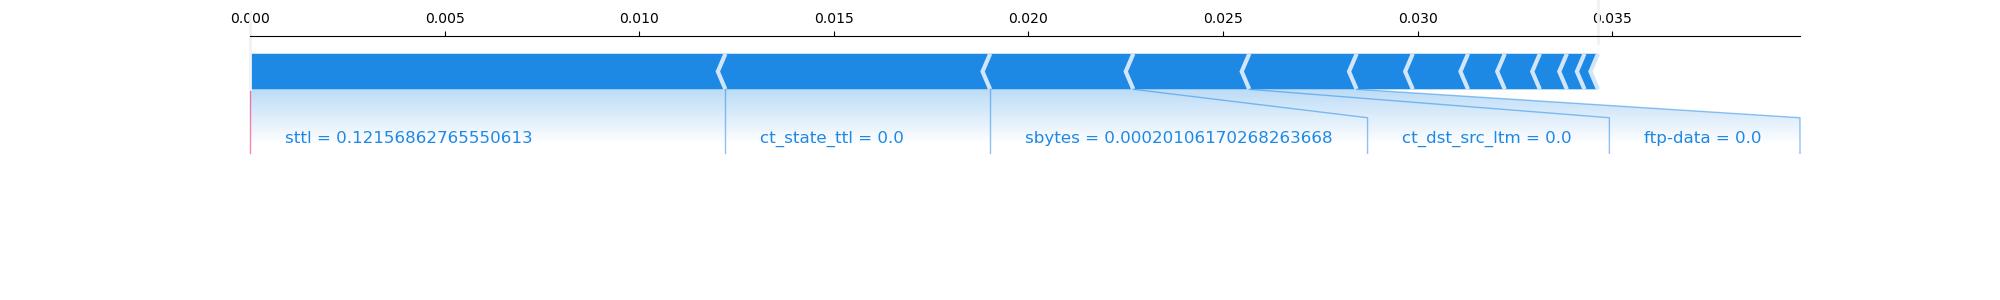 0.000 0.005 0.010 0.015 0.020 0.025 0.030 0.035
sttl = 0.12156862765550613 ct_state_ttl = 0.0 sbytes = 0.00020106170268263668 ct_dst_src_ltm = 0.0 ftp-data = 0.0